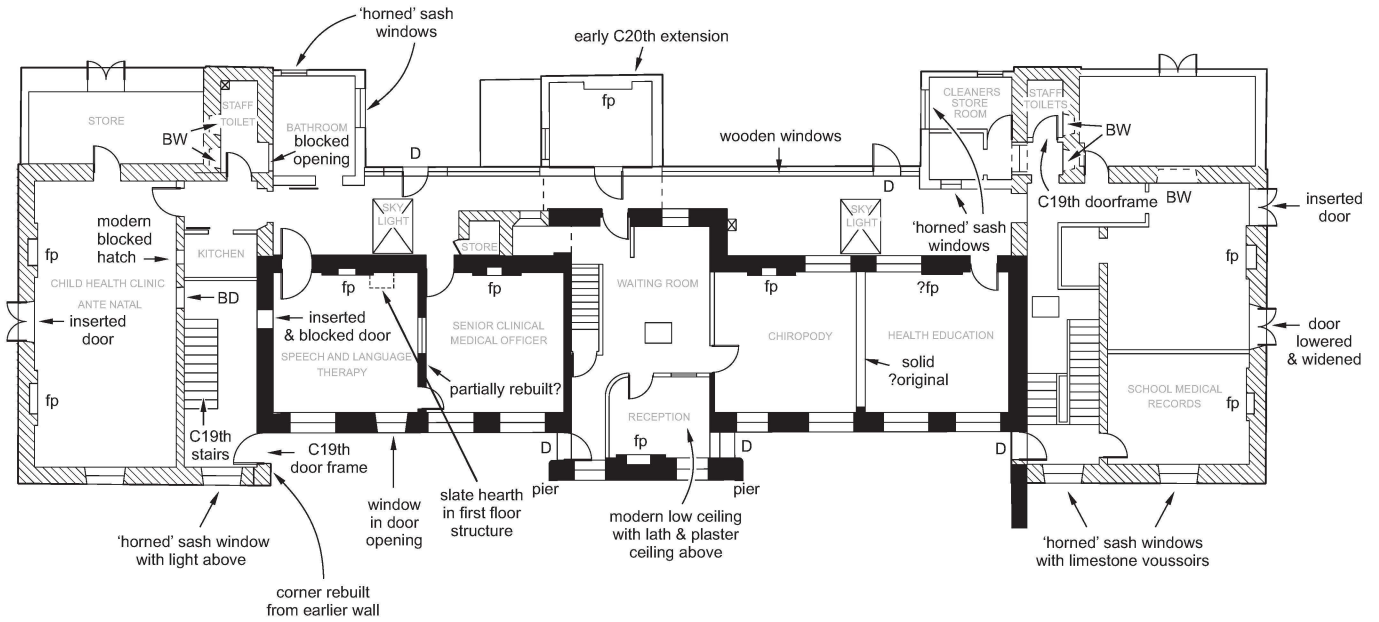 'horned' sash
windows
early C20th extension
fp
STORE
STAFF
TOILET
BW
BATHROOM
blocked
opening
D
wooden windows
D
CLEANERS
STORE
ROOM
STAFF
TOILETS
BW
C19th doorframe
BW
inserted
door
'horned' sash
windows
SKY
LIGHT
SKY
LIGHT
STORE
modern
blocked
hatch
fp
KITCHEN
CHILD HEALTH CLINIC
ANTE NATAL
BD
inserted
door
fp
inserted
& blocked door
SPEECH AND LANGUAGE
THERAPY
fp
SENIOR CLINICAL
MEDICAL OFFICER
partially rebuilt?
WAITING ROOM
fp
CHIROPODY
?fp
HEALTH EDUCATION
solid
?original
fp
door
lowered
& widened
SCHOOL MEDICAL
RECORDS
fp
fp
RECEPTION
fp
D
D
D
C19th
stairs
C19th
door frame
pier
pier
'horned' sash window
with light above
corner rebuilt
from earlier wall
window
in door
opening
slate hearth
in first floor
structure
modern low ceiling
with lath & plaster
ceiling above
'horned' sash windows
with limestone voussoirs